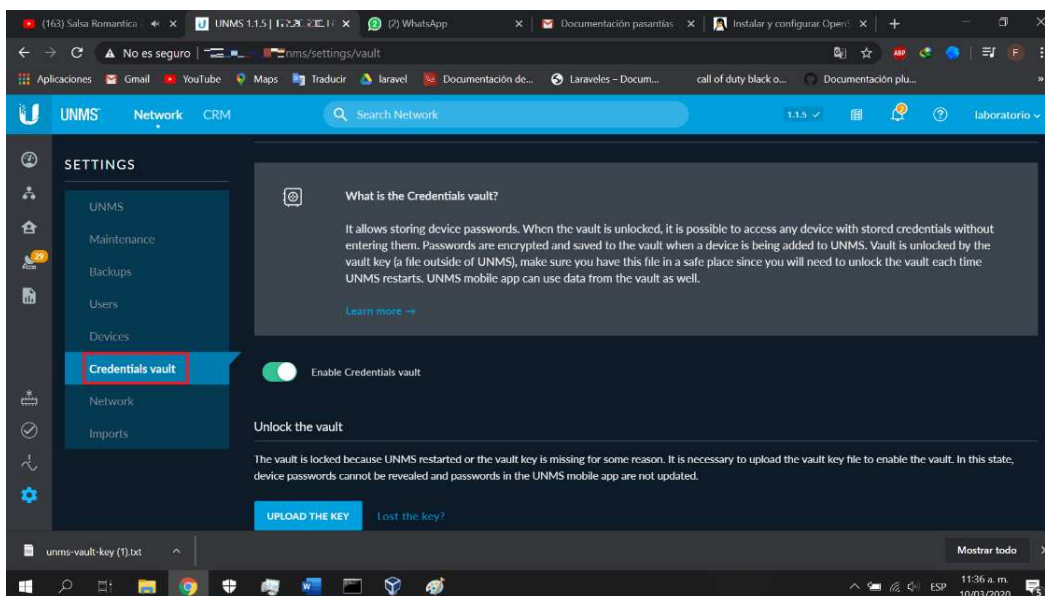 (163) Salsa Romantica
UNMS 1.1.5 |
(2) WhatsApp
Documentación pasantías
Instalar y configurar Open
No es seguro
nms/settings/vault
ABP
F
Aplicaciones
Gmail
YouTube
Maps
Traducir
laravel
Documentación de...
Laraveles – Docum...
call of duty black o...
Documentación plu...
»
UNMS
Network
CRM
Search Network
1.1.5
laboratorio
SETTINGS
UNMS
Maintenance
Backups
Users
Devices
Credentials vault
Network
Imports
29
What is the Credentials vault?
It allows storing device passwords. When the vault is unlocked, it is possible to access any device with stored credentials without
entering them. Passwords are encrypted and saved to the vault when a device is being added to UNMS. Vault is unlocked by the
vault key (a file outside of UNMS), make sure you have this file in a safe place since you will need to unlock the vault each time
UNMS restarts. UNMS mobile app can use data from the vault as well.
Learn more →
Enable Credentials vault
Unlock the vault
The vault is locked because UNMS restarted or the vault key is missing for some reason. It is necessary to upload the vault key file to enable the vault. In this state,
device passwords cannot be revealed and passwords in the UNMS mobile app are not updated.
UPLOAD THE KEY
Lost the key?
unms-vault-key (1).txt
Mostrar todo
ESP
11:36 a. m.
10/03/2020